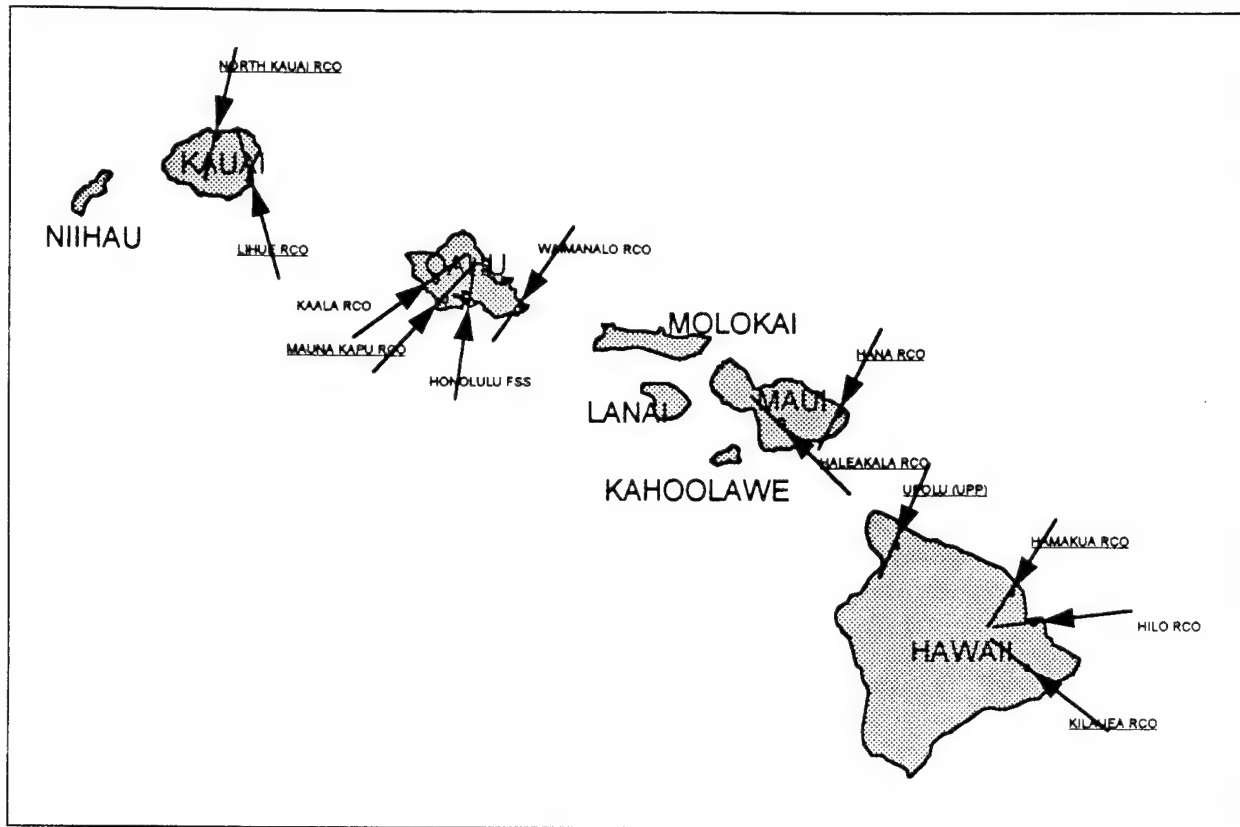 NORTH KAUAI RCO
KAUAI
NIIHAU
LIHUE RCO
OAHU
WAIMANALO RCO
KAALA RCO
MAUNA KAPU RCO
HONOLULU FSS
MOLOKAI
HANA RCO
LANAI
MAUI
HALEAKALA RCO
KAHOOLAWE
UPOLU (UPP)
HAMAKUA RCO
HILO RCO
HAWAII
KILAUEA RCO